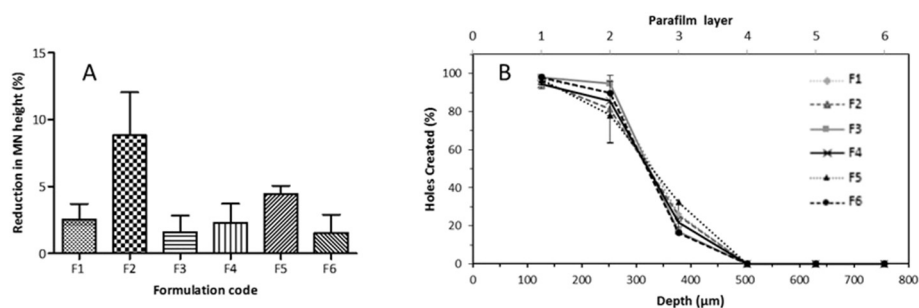 A
Reduction in MN height (%)
15
10
5
0
F1 F2 F3 F4 F5 F6
Formulation code
Parafilm layer
0 1 2 3 4 5 6
B
Holes Created (%)
100
80
60
40
20
0
F1
F2
F3
F4
F5
F6
0 100 200 300 400 500 600 700 800
Depth (μm)